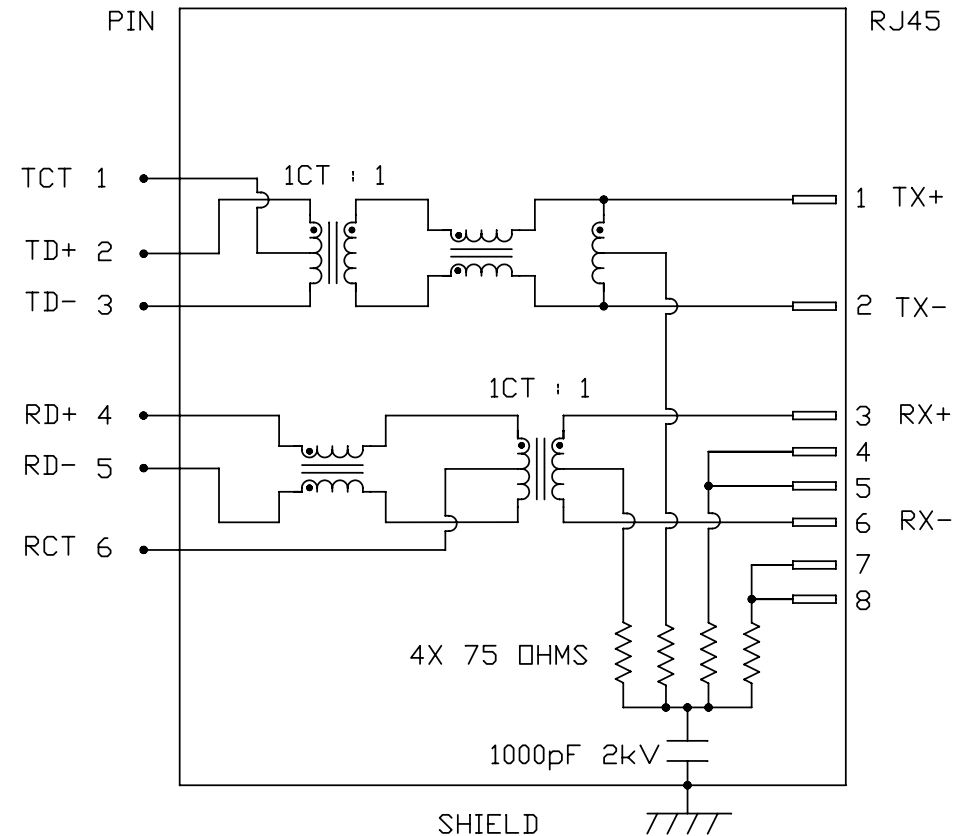 PIN
RJ45
TCT 1
1CT : 1
1 TX+
TD+ 2
TD- 3
2 TX-
1CT : 1
RD+ 4
3 RX+
4
RD- 5
5
6 RX-
RCT 6
7
8
4X 75 OHMS
1000pF 2kV
SHIELD